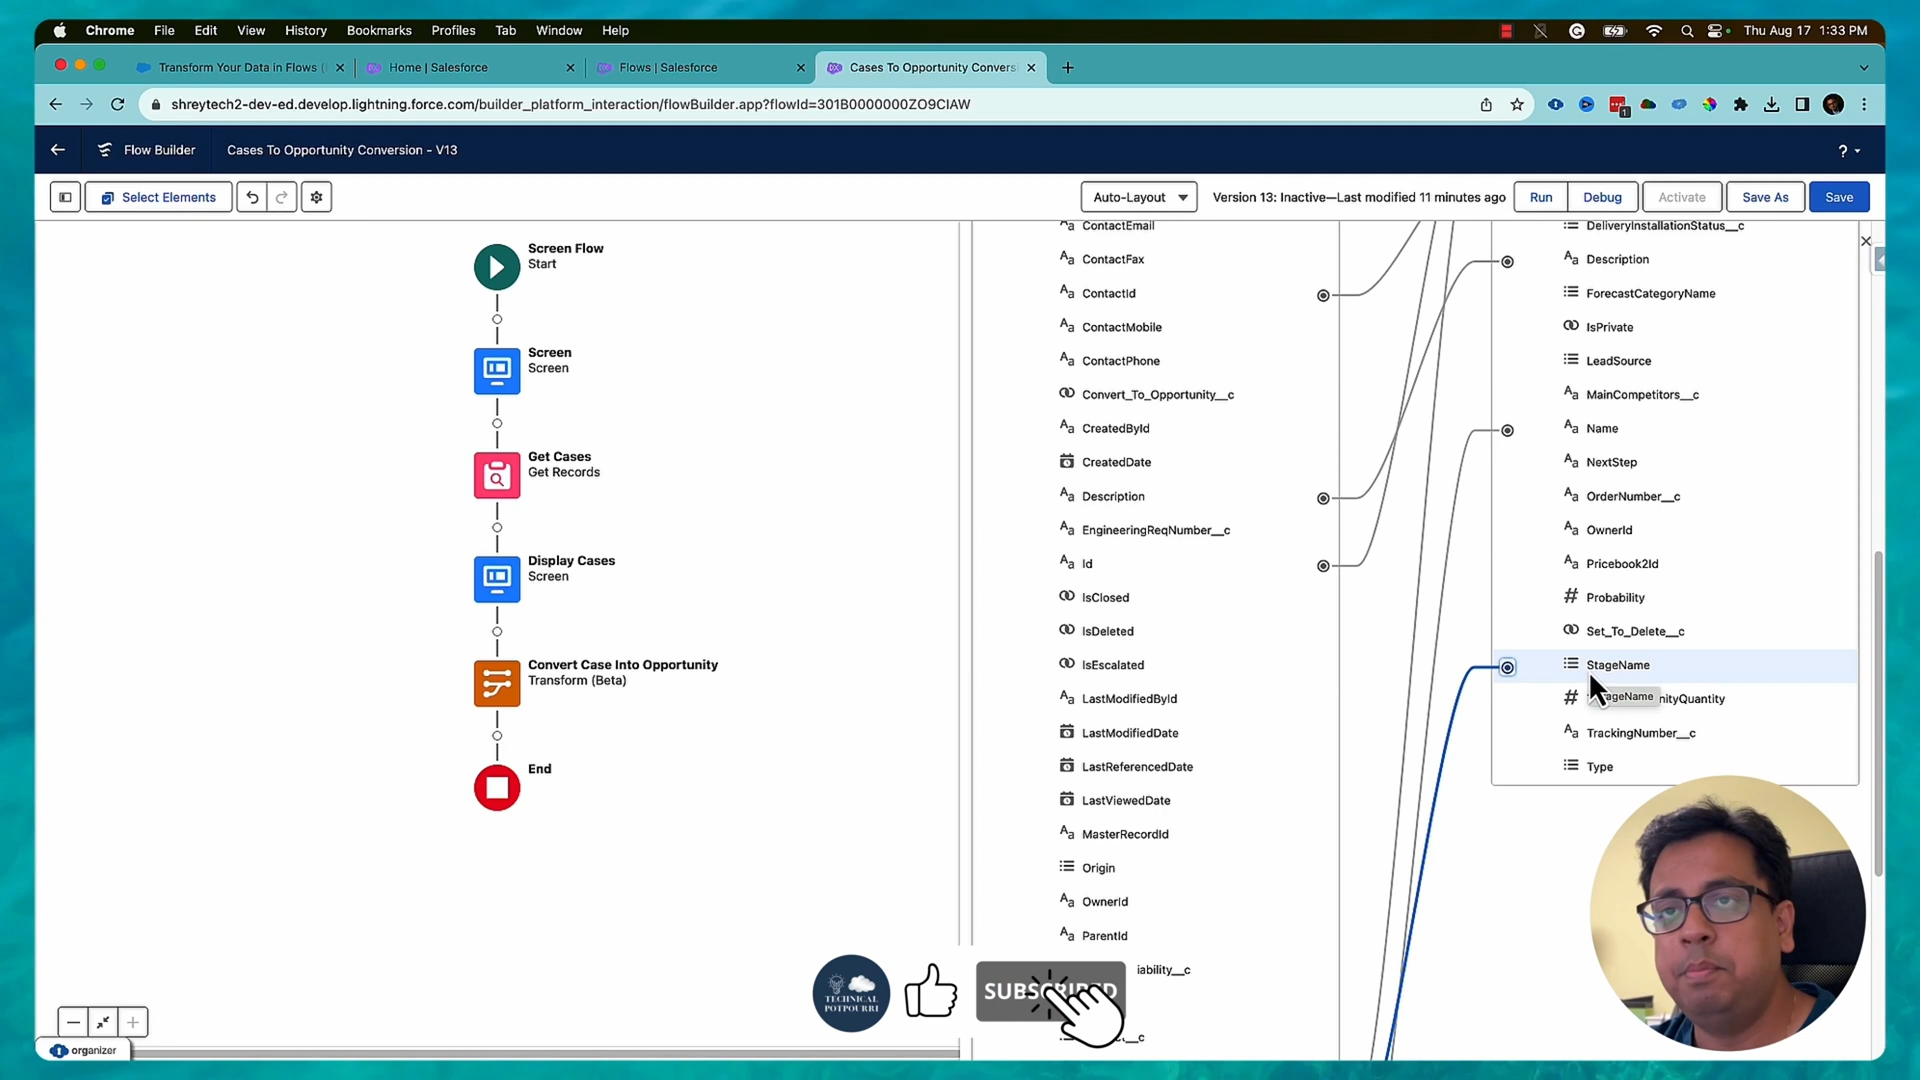 Chrome File Edit View History Bookmarks Profiles Tab Window Help
Thu Aug 17 1:33 PM
Transform Your Data in Flows (
Home | Salesforce
Flows | Salesforce
Cases To Opportunity Convers
shreytech2-dev-ed.develop.lightning.force.com/builder_platform_interaction/flowBuilder.app?flowId=301B0000000ZO9CIAW
Flow Builder
Cases To Opportunity Conversion - V13
?
Select Elements
Auto-Layout
Version 13: Inactive—Last modified 11 minutes ago
Run
Debug
Activate
Save As
Save
Screen Flow
Start
Screen
Screen
Get Cases
Get Records
Display Cases
Screen
Convert Case Into Opportunity
Transform (Beta)
End
ContactEmail
ContactFax
ContactId
ContactMobile
ContactPhone
Convert_To_Opportunity__c
CreatedById
CreatedDate
Description
EngineeringReqNumber__c
Id
IsClosed
IsDeleted
IsEscalated
LastModifiedById
LastModifiedDate
LastReferencedDate
LastViewedDate
MasterRecordId
Origin
OwnerId
ParentId
iability__c
__c
DeliveryInstallationStatus__c
Description
ForecastCategoryName
IsPrivate
LeadSource
MainCompetitors__c
Name
NextStep
OrderNumber__c
OwnerId
Pricebook2Id
Probability
Set_To_Delete__c
StageName
nityQuantity
TrackingNumber__c
Type
TECHNICAL
POTPOURRI
SUBSCRIBED
organizer